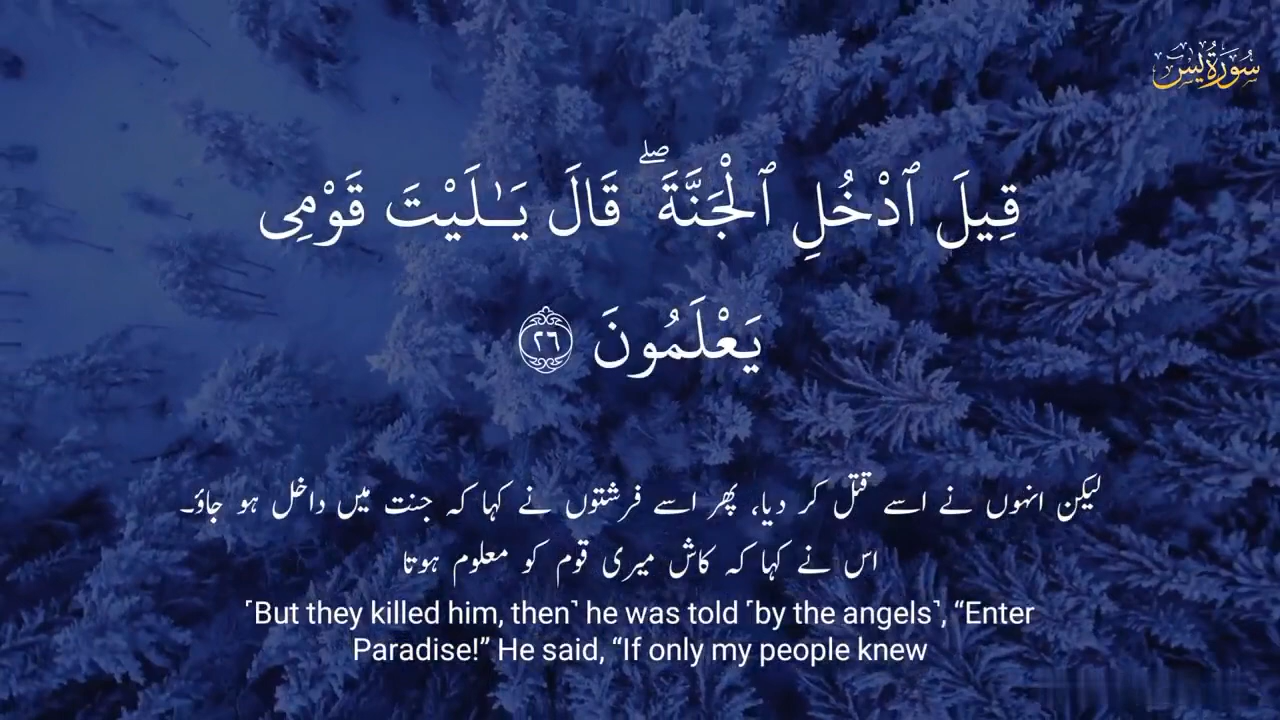 سُورَةُ يس
قِيلَ ٱدْخُلِ ٱلْجَنَّةَ ۖ قَالَ يَـٰلَيْتَ قَوْمِى
يَعْلَمُونَ ٢٦
لیکن انہوں نے اسے قتل کر دیا، پھر اسے فرشتوں نے کہا کہ جنت میں داخل ہو جاؤ۔
اس نے کہا کہ کاش میری قوم کو معلوم ہوتا
˹But they killed him, then˺ he was told ˹by the angels˺, “Enter
Paradise!” He said, “If only my people knew